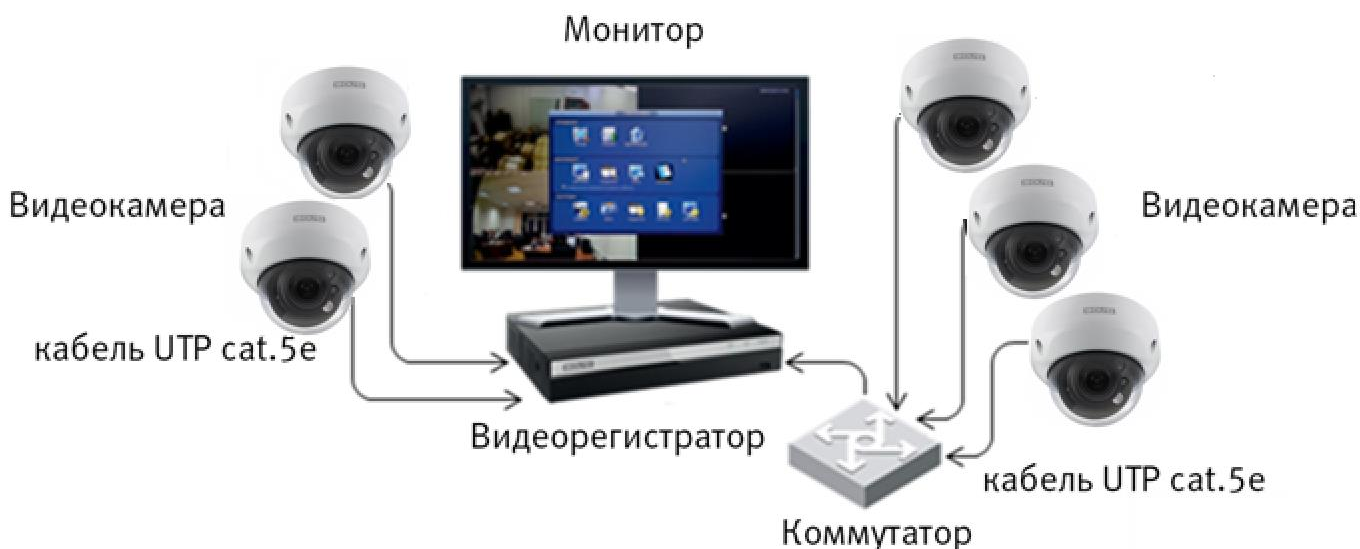 Монитор
Видеокамера
Видеокамера
кабель UTP cat.5e
Видеорегистратор
кабель UTP cat.5e
Коммутатор